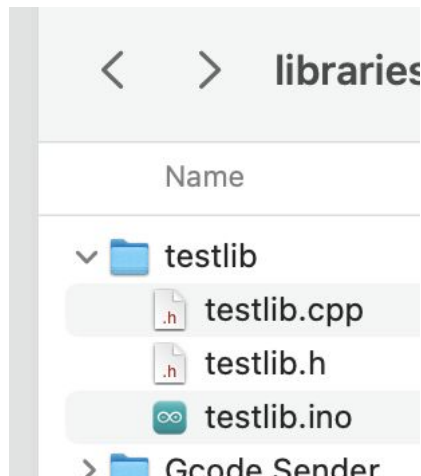 libraries
Name
testlib
.h testlib.cpp
.h testlib.h
testlib.ino
Gcode Sender